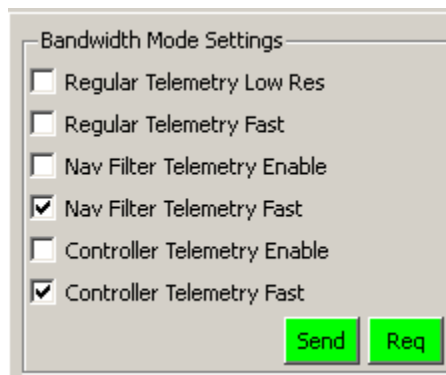 Bandwidth Mode Settings
Regular Telemetry Low Res
Regular Telemetry Fast
Nav Filter Telemetry Enable
Nav Filter Telemetry Fast
Controller Telemetry Enable
Controller Telemetry Fast
Send Req